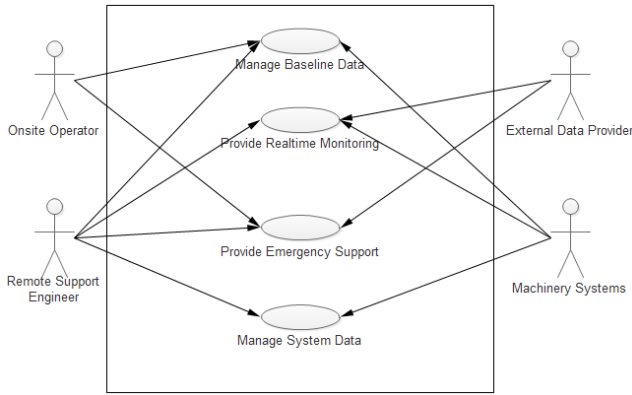 Manage Baseline Data
Onsite Operator
External Data Provider
Provide Realtime Monitoring
Provide Emergency Support
Remote Support
Engineer
Machinery Systems
Manage System Data